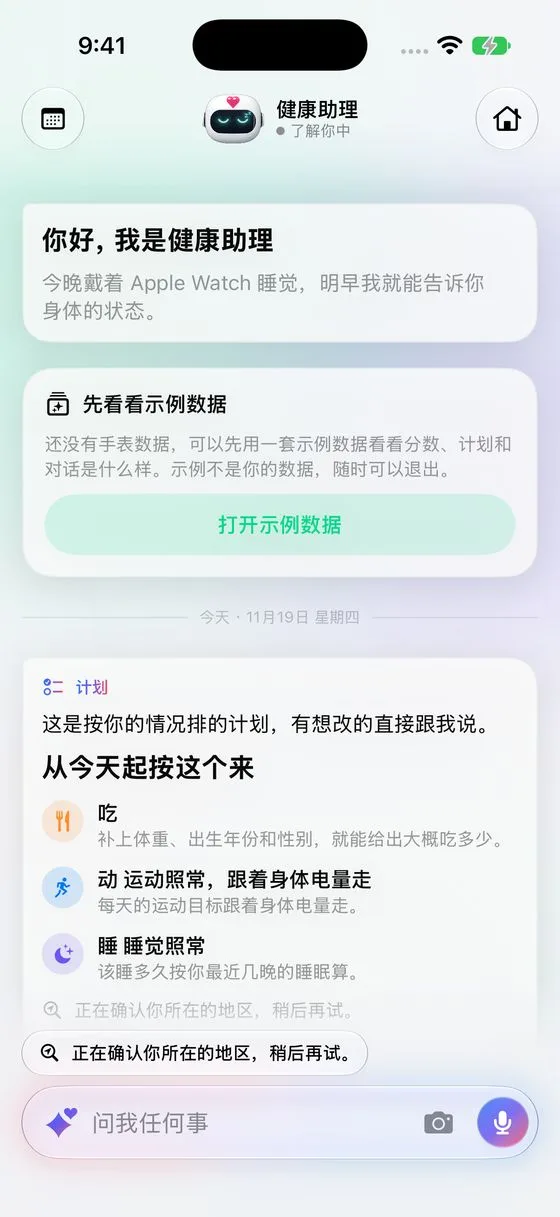 9:41
健康助理
了解你中
你好，我是健康助理
今晚戴着 Apple Watch 睡觉，明早我就能告诉你
身体的状态。
先看看示例数据
还没有手表数据，可以先用一套示例数据看看分数、计划和
对话是什么样。示例不是你的数据，随时可以退出。
打开示例数据
今天 · 11月19日 星期四
计划
这是按你的情况排的计划，有想改的直接跟我说。
从今天起按这个来
吃
补上体重、出生年份和性别，就能给出大概吃多少。
动 运动照常，跟着身体电量走
每天的运动目标跟着身体电量走。
睡 睡觉照常
该睡多久按你最近几晚的睡眠算。
正在确认你所在的地区，稍后再试。
正在确认你所在的地区，稍后再试。
问我任何事